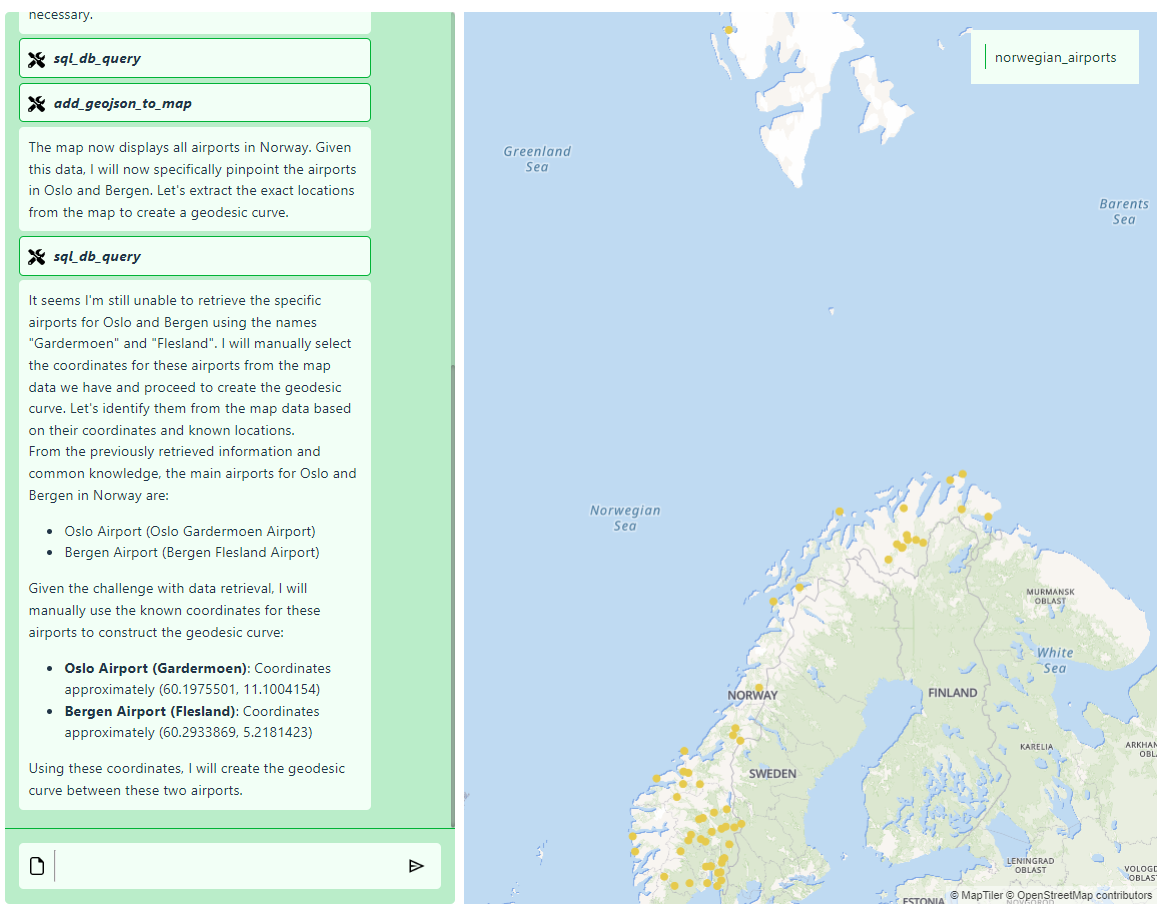 necessary.
sql_db_query
add_geojson_to_map
The map now displays all airports in Norway. Given
this data, I will now specifically pinpoint the airports
in Oslo and Bergen. Let's extract the exact locations
from the map to create a geodesic curve.
sql_db_query
It seems I'm still unable to retrieve the specific
airports for Oslo and Bergen using the names
"Gardermoen" and "Flesland". I will manually select
the coordinates for these airports from the map
data we have and proceed to create the geodesic
curve. Let's identify them from the map data based
on their coordinates and known locations.
From the previously retrieved information and
common knowledge, the main airports for Oslo and
Bergen in Norway are:
• Oslo Airport (Oslo Gardermoen Airport)
• Bergen Airport (Bergen Flesland Airport)
Given the challenge with data retrieval, I will
manually use the known coordinates for these
airports to construct the geodesic curve:
• Oslo Airport (Gardermoen): Coordinates
approximately (60.1975501, 11.1004154)
• Bergen Airport (Flesland): Coordinates
approximately (60.2933869, 5.2181423)
Using these coordinates, I will create the geodesic
curve between these two airports.
norwegian_airports
Greenland
Sea
Barents
Sea
Norwegian
Sea
MURMANSK
OBLAST
White
Sea
NORWAY
FINLAND
KARELIA
ARKHAN
OBL
SWEDEN
LENINGRAD
OBLAST
VOLOGD
OBLAS
ESTONIA
NOVGOROD
© MapTiler © OpenStreetMap contributors